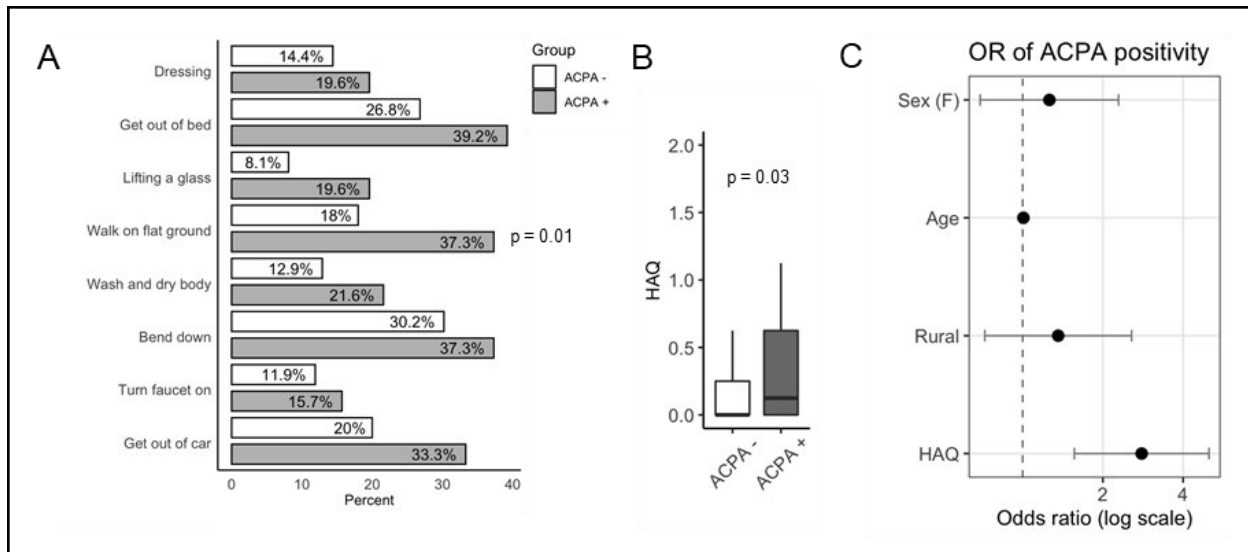 A
Group
ACPA -
ACPA +
Dressing
14.4%
19.6%
Get out of bed
26.8%
39.2%
Lifting a glass
8.1%
19.6%
Walk on flat ground
18%
37.3%
p = 0.01
Wash and dry body
12.9%
21.6%
Bend down
30.2%
37.3%
Turn faucet on
11.9%
15.7%
Get out of car
20%
33.3%
0 10 20 30 40
Percent
B
p = 0.03
HAQ
2.0
1.5
1.0
0.5
0.0
ACPA -
ACPA +
C
OR of ACPA positivity
Sex (F)
Age
Rural
HAQ
2 4
Odds ratio (log scale)